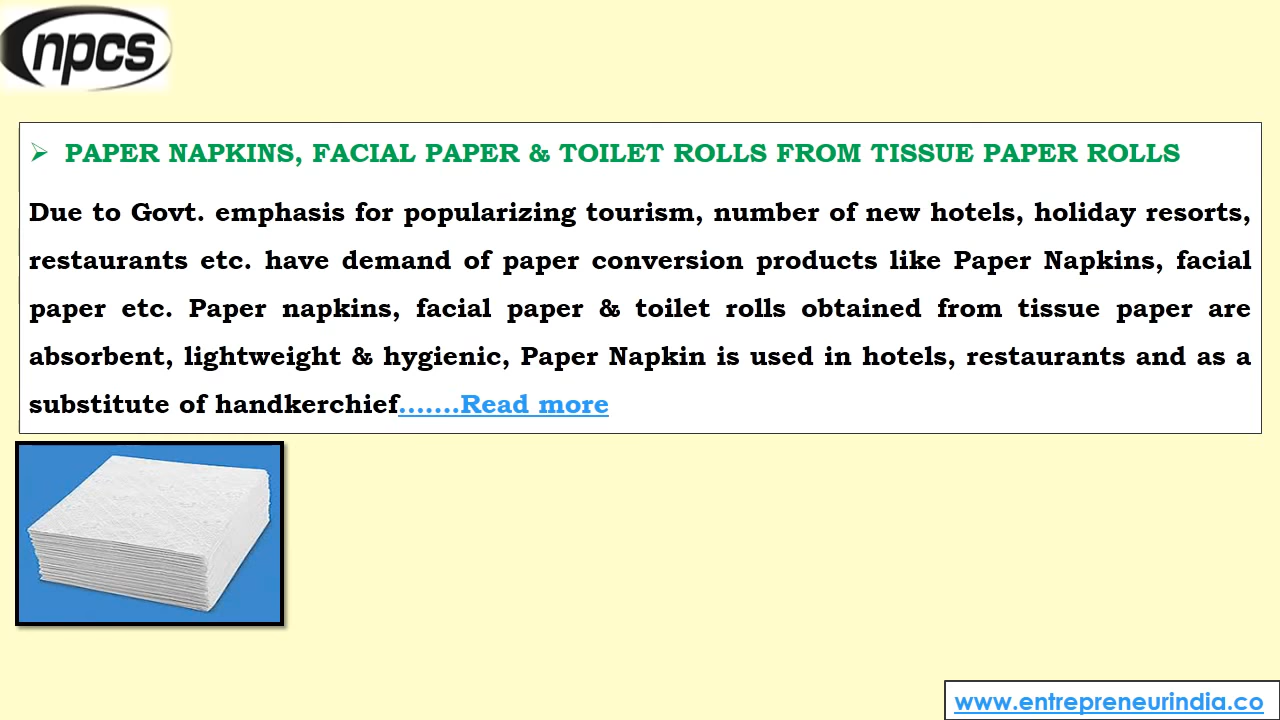 npcs
➢ PAPER NAPKINS, FACIAL PAPER & TOILET ROLLS FROM TISSUE PAPER ROLLS
Due to Govt. emphasis for popularizing tourism, number of new hotels, holiday resorts,
restaurants etc. have demand of paper conversion products like Paper Napkins, facial
paper etc. Paper napkins, facial paper & toilet rolls obtained from tissue paper are
absorbent, lightweight & hygienic, Paper Napkin is used in hotels, restaurants and as a
substitute of handkerchief.......Read more
www.entrepreneurindia.co